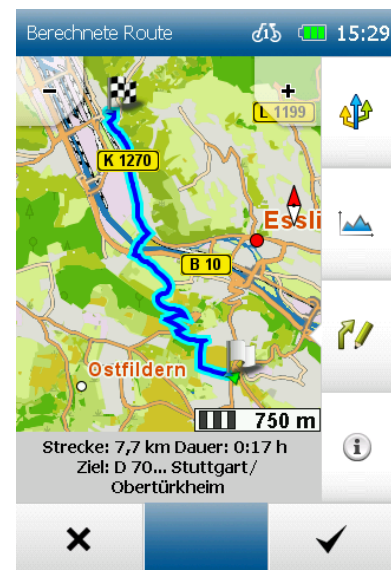 Berechnete Route
15:29
- +
L 1199
K 1270
Essli
B 10
Ostfildern
750 m
Strecke: 7,7 km Dauer: 0:17 h
Ziel: D 70... Stuttgart/
Obertürkheim